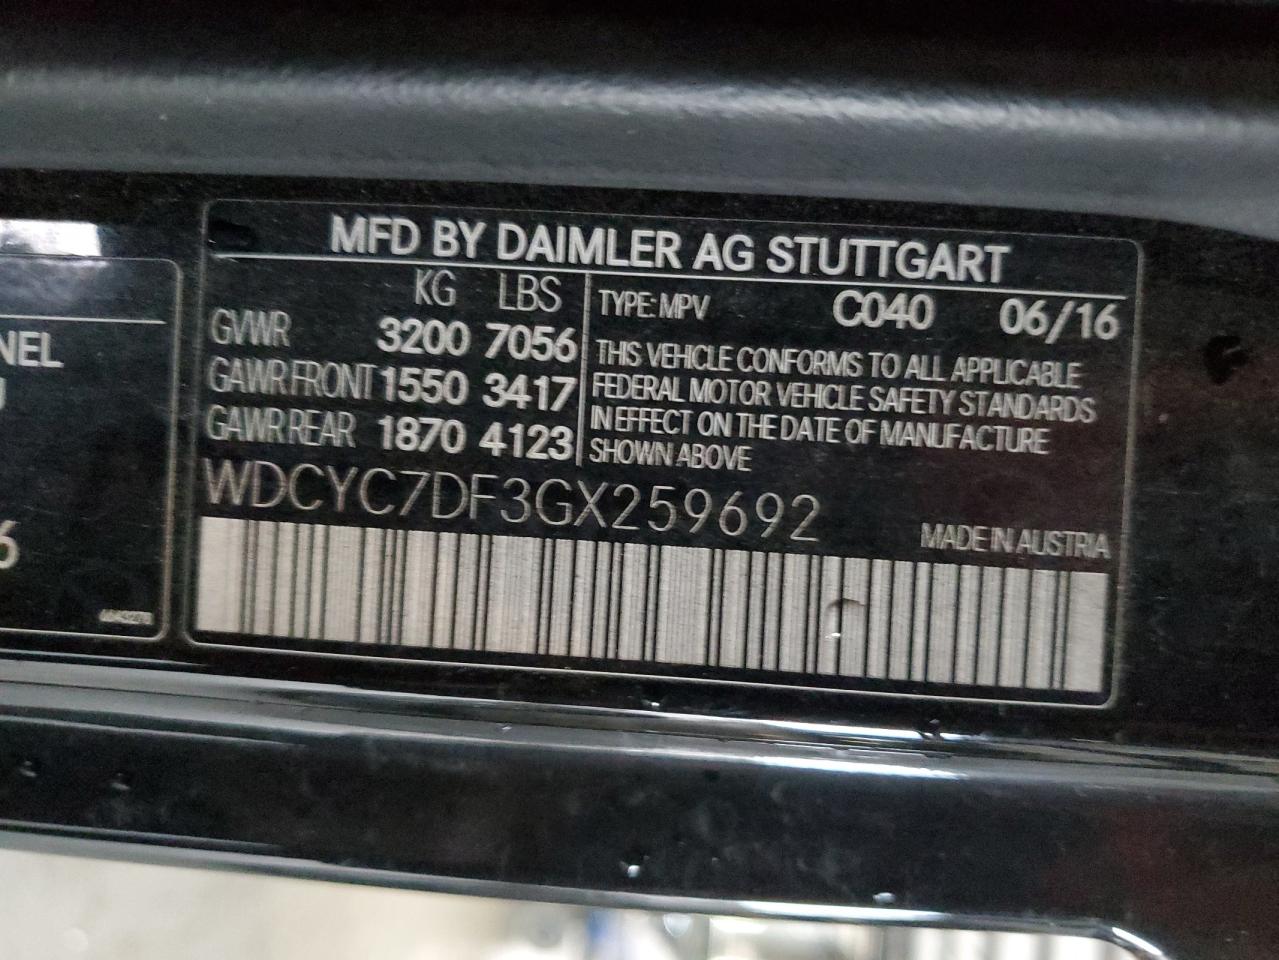 MFD BY DAIMLER AG STUTTGART
KG LBS
GVWR 3200 7056
GAWR FRONT 1550 3417
GAWR REAR 1870 4123
TYPE: MPV C040 06/16
THIS VEHICLE CONFORMS TO ALL APPLICABLE
FEDERAL MOTOR VEHICLE SAFETY STANDARDS
IN EFFECT ON THE DATE OF MANUFACTURE
SHOWN ABOVE
WDCYC7DF3GX259692
MADE IN AUSTRIA
NEL
6